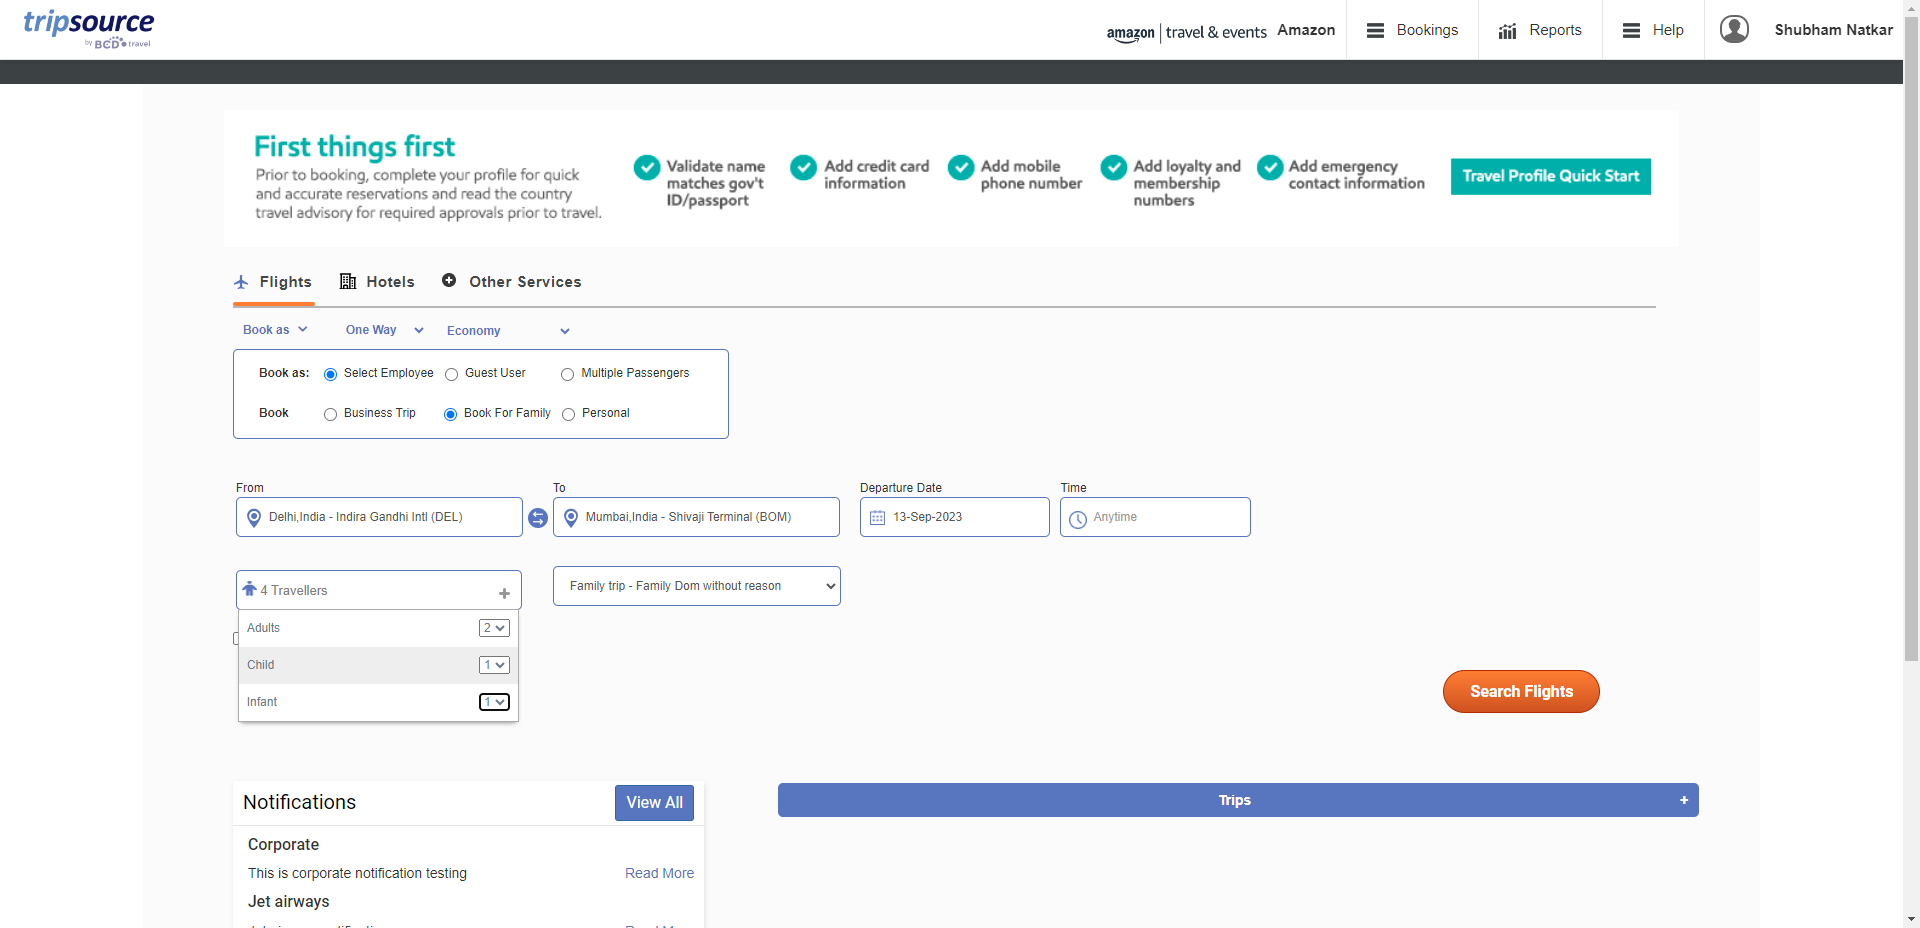 tripsource
by BCD travel
amazon | travel & events Amazon
Bookings
Reports
Help
Shubham Natkar
First things first
Prior to booking, complete your profile for quick
and accurate reservations and read the country
travel advisory for required approvals prior to travel.
Validate name
matches gov't
ID/passport
Add credit card
information
Add mobile
phone number
Add loyalty and
membership
numbers
Add emergency
contact information
Travel Profile Quick Start
Flights
Hotels
Other Services
Book as
One Way
Economy
Book as: Select Employee Guest User Multiple Passengers
Book Business Trip Book For Family Personal
From
To
Departure Date
Time
Delhi,India - Indira Gandhi Intl (DEL)
Mumbai,India - Shivaji Terminal (BOM)
13-Sep-2023
Anytime
4 Travellers +
Family trip - Family Dom without reason
Adults 2
Child 1
Infant 1
Search Flights
Notifications
View All
Trips +
Corporate
This is corporate notification testing Read More
Jet airways